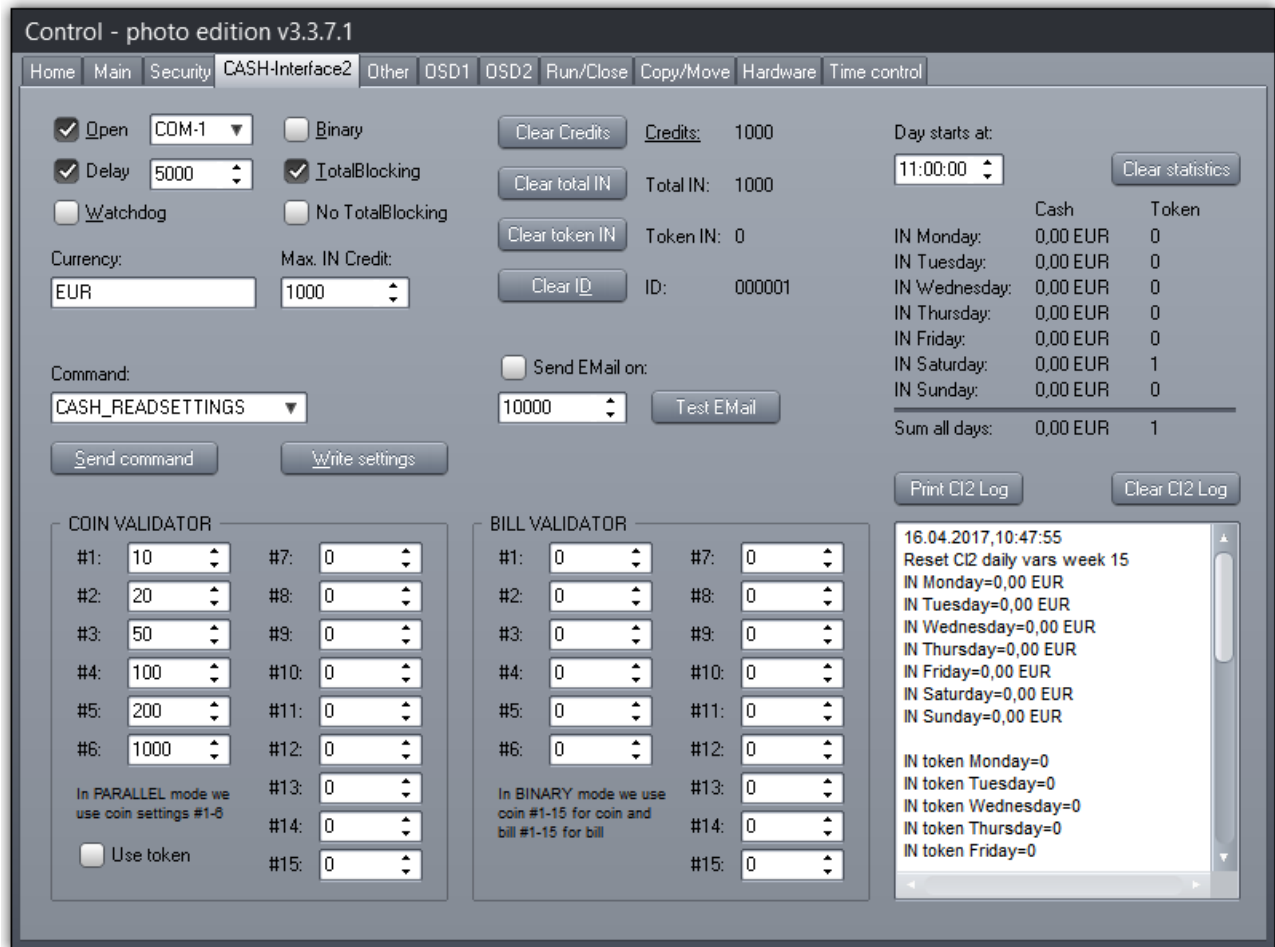 Control - photo edition v3.3.7.1
Home Main Security CASH-Interface2 Other OSD1 OSD2 Run/Close Copy/Move Hardware Time control
Open COM-1 Binary
Delay 5000 TotalBlocking
Watchdog No TotalBlocking
Currency: Max. IN Credit:
EUR 1000
Command:
CASH_READSETTINGS
Send command Write settings
Clear Credits Credits: 1000
Clear total IN Total IN: 1000
Clear token IN Token IN: 0
Clear ID ID: 000001
Send EMail on:
10000 Test EMail
Day starts at:
11:00:00 Clear statistics
Cash Token
IN Monday: 0,00 EUR 0
IN Tuesday: 0,00 EUR 0
IN Wednesday: 0,00 EUR 0
IN Thursday: 0,00 EUR 0
IN Friday: 0,00 EUR 0
IN Saturday: 0,00 EUR 1
IN Sunday: 0,00 EUR 0
Sum all days: 0,00 EUR 1
Print CI2 Log Clear CI2 Log
COIN VALIDATOR
#1: 10 #7: 0
#2: 20 #8: 0
#3: 50 #9: 0
#4: 100 #10: 0
#5: 200 #11: 0
#6: 1000 #12: 0
#13: 0
#14: 0
#15: 0
In PARALLEL mode we
use coin settings #1-6
Use token
BILL VALIDATOR
#1: 0 #7: 0
#2: 0 #8: 0
#3: 0 #9: 0
#4: 0 #10: 0
#5: 0 #11: 0
#6: 0 #12: 0
#13: 0
#14: 0
#15: 0
In BINARY mode we use
coin #1-15 for coin and
bill #1-15 for bill
16.04.2017,10:47:55
Reset CI2 daily vars week 15
IN Monday=0,00 EUR
IN Tuesday=0,00 EUR
IN Wednesday=0,00 EUR
IN Thursday=0,00 EUR
IN Friday=0,00 EUR
IN Saturday=0,00 EUR
IN Sunday=0,00 EUR
IN token Monday=0
IN token Tuesday=0
IN token Wednesday=0
IN token Thursday=0
IN token Friday=0